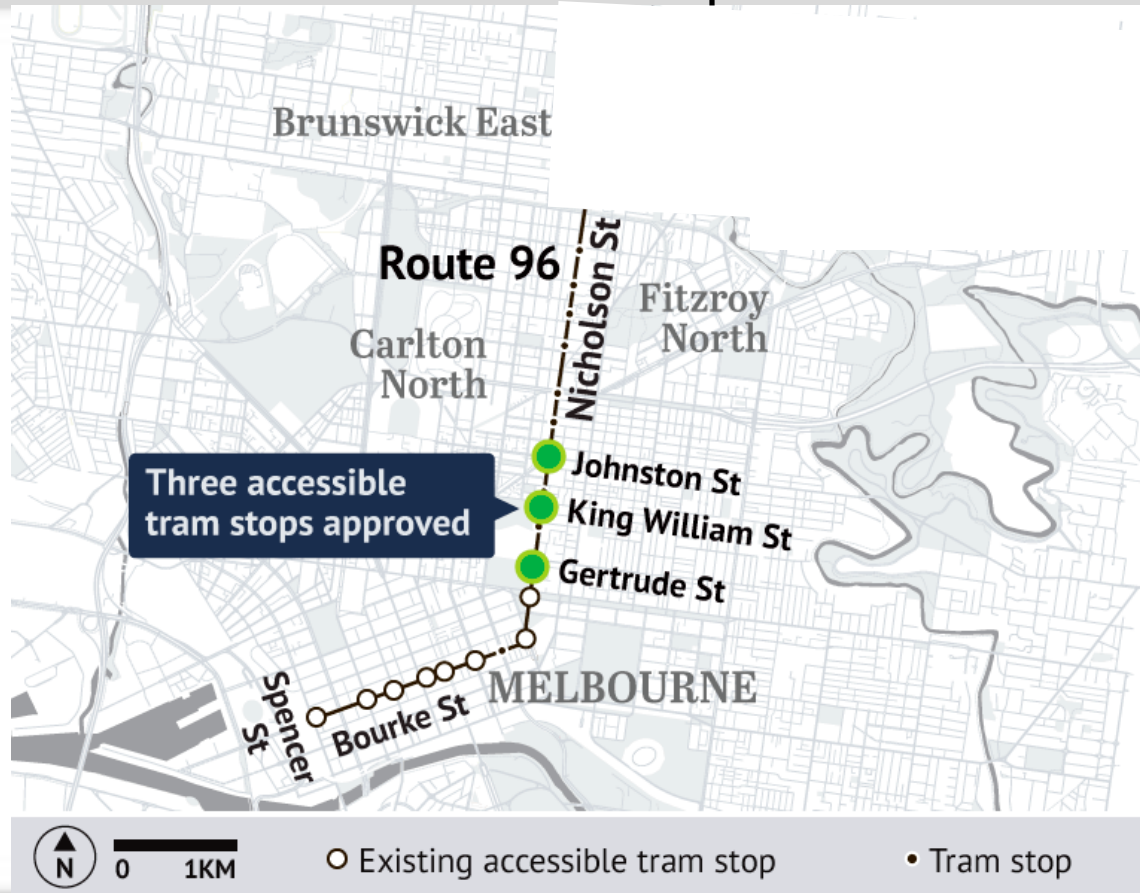 Brunswick East
Route 96
Nicholson St
Fitzroy
North
Carlton
North
Three accessible
tram stops approved
Johnston St
King William St
Gertrude St
MELBOURNE
Spencer
St
Bourke St
N
0 1KM
Existing accessible tram stop
Tram stop